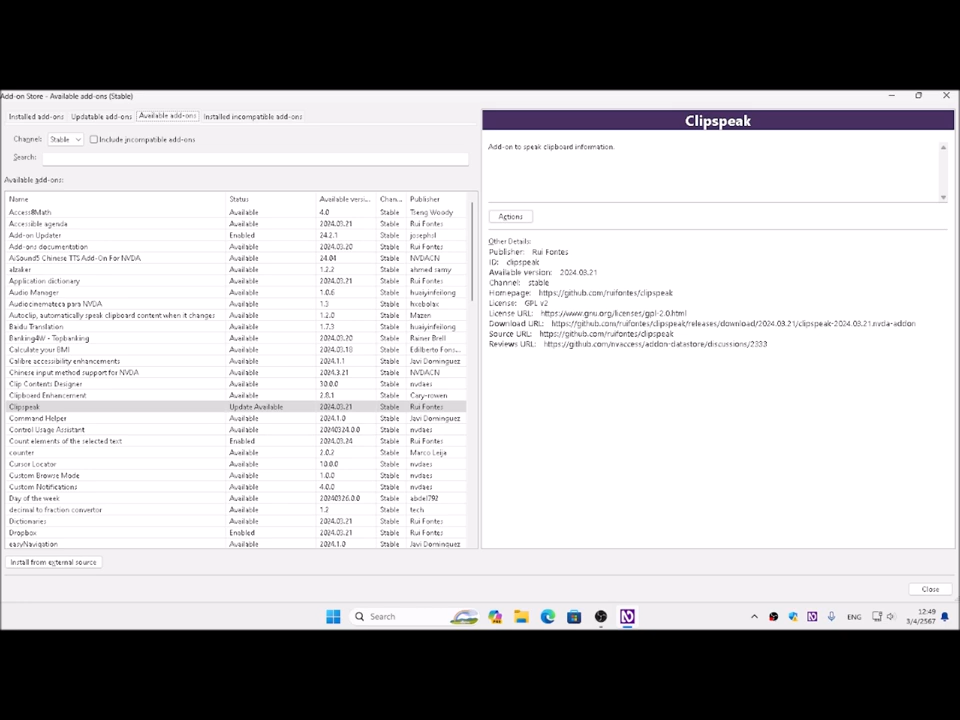 Add-on Store - Available add-ons (Stable)
Installed add-ons Updatable add-ons Available add-ons Installed incompatible add-ons
Channel: Stable Include incompatible add-ons
Search:
Available add-ons:
Name Status Available versi... Chan... Publisher
Access8Math Available 4.0 Stable Tseng Woody
Accessible agenda Available 2024.03.21 Stable Rui Fontes
Add-on Updater Enabled 24.2.1 Stable josephsl
Add-ons documentation Available 2024.03.20 Stable Rui Fontes
AiSound5 Chinese TTS Add-On For NVDA Available 24.04 Stable NVDACN
alzaker Available 1.2.2 Stable ahmed samy
Application dictionary Available 2024.03.21 Stable Rui Fontes
Audio Manager Available 1.0.6 Stable huaiyinfeilong
Audiocinemateca para NVDA Available 1.3 Stable hxebolax
Autoclip, automatically speak clipboard content when it changes Available 1.2.0 Stable Mazen
Baidu Translation Available 1.7.3 Stable huaiyinfeilong
Banking4W - Topbanking Available 2024.03.20 Stable Rainer Brell
Calculate your BMI Available 2024.03.18 Stable Edilberto Fons...
Calibre accessibility enhancements Available 2024.1.1 Stable Javi Dominguez
Chinese input method support for NVDA Available 2024.3.21 Stable NVDACN
Clip Contents Designer Available 30.0.0 Stable nvdaes
Clipboard Enhancement Available 2.8.1 Stable Cary-rowen
Clipspeak Update Available 2024.03.21 Stable Rui Fontes
Command Helper Available 2024.1.0 Stable Javi Dominguez
Control Usage Assistant Available 20240324.0.0 Stable nvdaes
Count elements of the selected text Enabled 2024.03.24 Stable Rui Fontes
counter Available 2.0.2 Stable Marco Leija
Cursor Locator Available 10.0.0 Stable nvdaes
Custom Browse Mode Available 1.0.0 Stable nvdaes
Custom Notifications Available 4.0.0 Stable nvdaes
Day of the week Available 20240326.0.0 Stable abdel792
decimal to fraction convertor Available 1.2 Stable tech
Dictionaries Available 2024.03.21 Stable Rui Fontes
Dropbox Enabled 2024.03.21 Stable Rui Fontes
easyNavigation Available 2024.1.0 Stable Javi Dominguez
Install from external source
Clipspeak
Add-on to speak clipboard information.
Actions
Other Details:
Publisher: Rui Fontes
ID: clipspeak
Available version: 2024.03.21
Channel: stable
Homepage: https://github.com/ruifontes/clipspeak
License: GPL v2
License URL: https://www.gnu.org/licenses/gpl-2.0.html
Download URL: https://github.com/ruifontes/clipspeak/releases/download/2024.03.21/clipspeak-2024.03.21.nvda-addon
Source URL: https://github.com/ruifontes/clipspeak
Reviews URL: https://github.com/nvaccess/addon-datastore/discussions/2333
Close
Search
ENG
12:49
3/4/2567